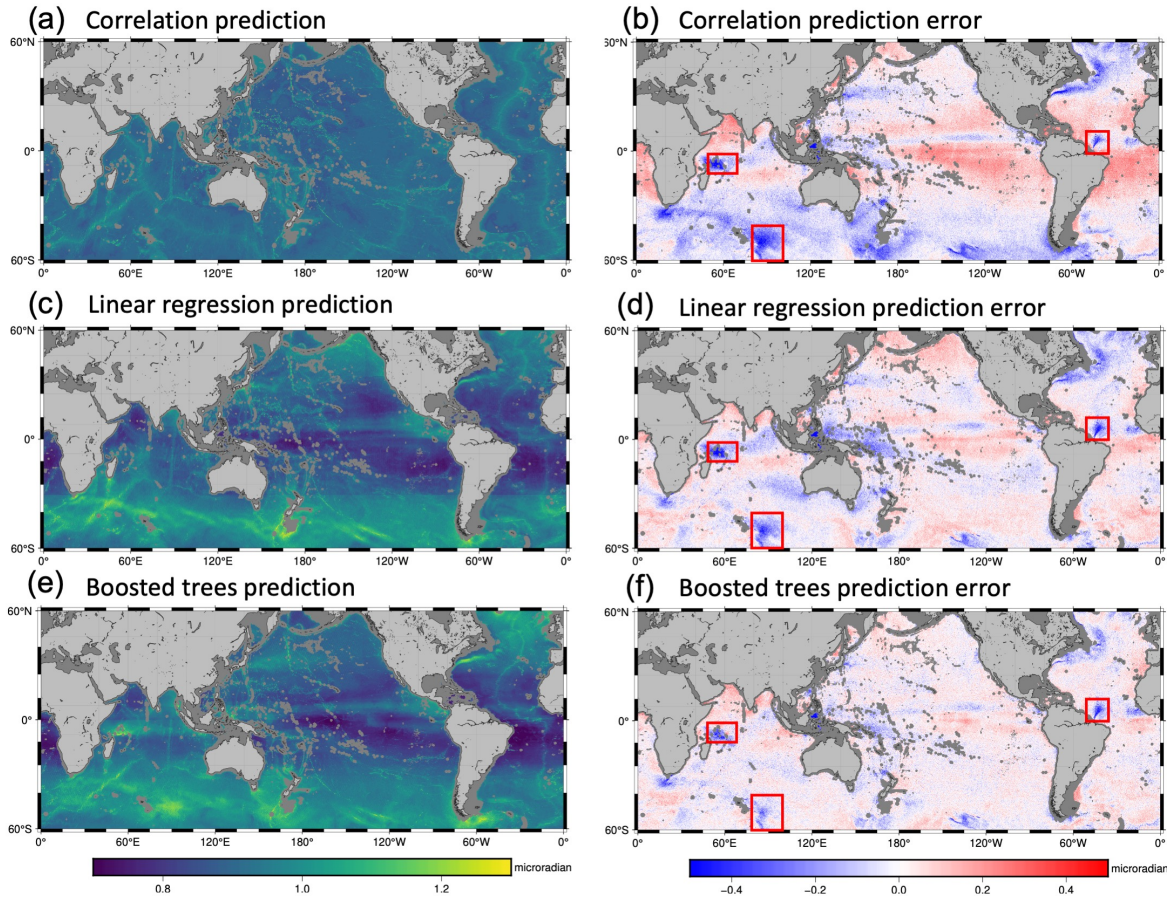 (a) Correlation prediction
(b) Correlation prediction error
60°N
0°
60°S
0° 60°E 120°E 180° 120°W 60°W 0°
50°N
0°
60°S
0° 60°E 120°E 180° 120°W 60°W 0°
(c) Linear regression prediction
(d) Linear regression prediction error
60°N
0°
60°S
0° 60°E 120°E 180° 120°W 60°W 0°
60°N
0°
60°S
0° 60°E 120°E 180° 120°W 60°W 0°
(e) Boosted trees prediction
(f) Boosted trees prediction error
60°N
0°
60°S
0° 60°E 120°E 180° 120°W 60°W 0°
60°N
0°
60°S
0° 60°E 120°E 180° 120°W 60°W 0°
microradian
0.8 1.0 1.2
microradian
−0.4 −0.2 0.0 0.2 0.4